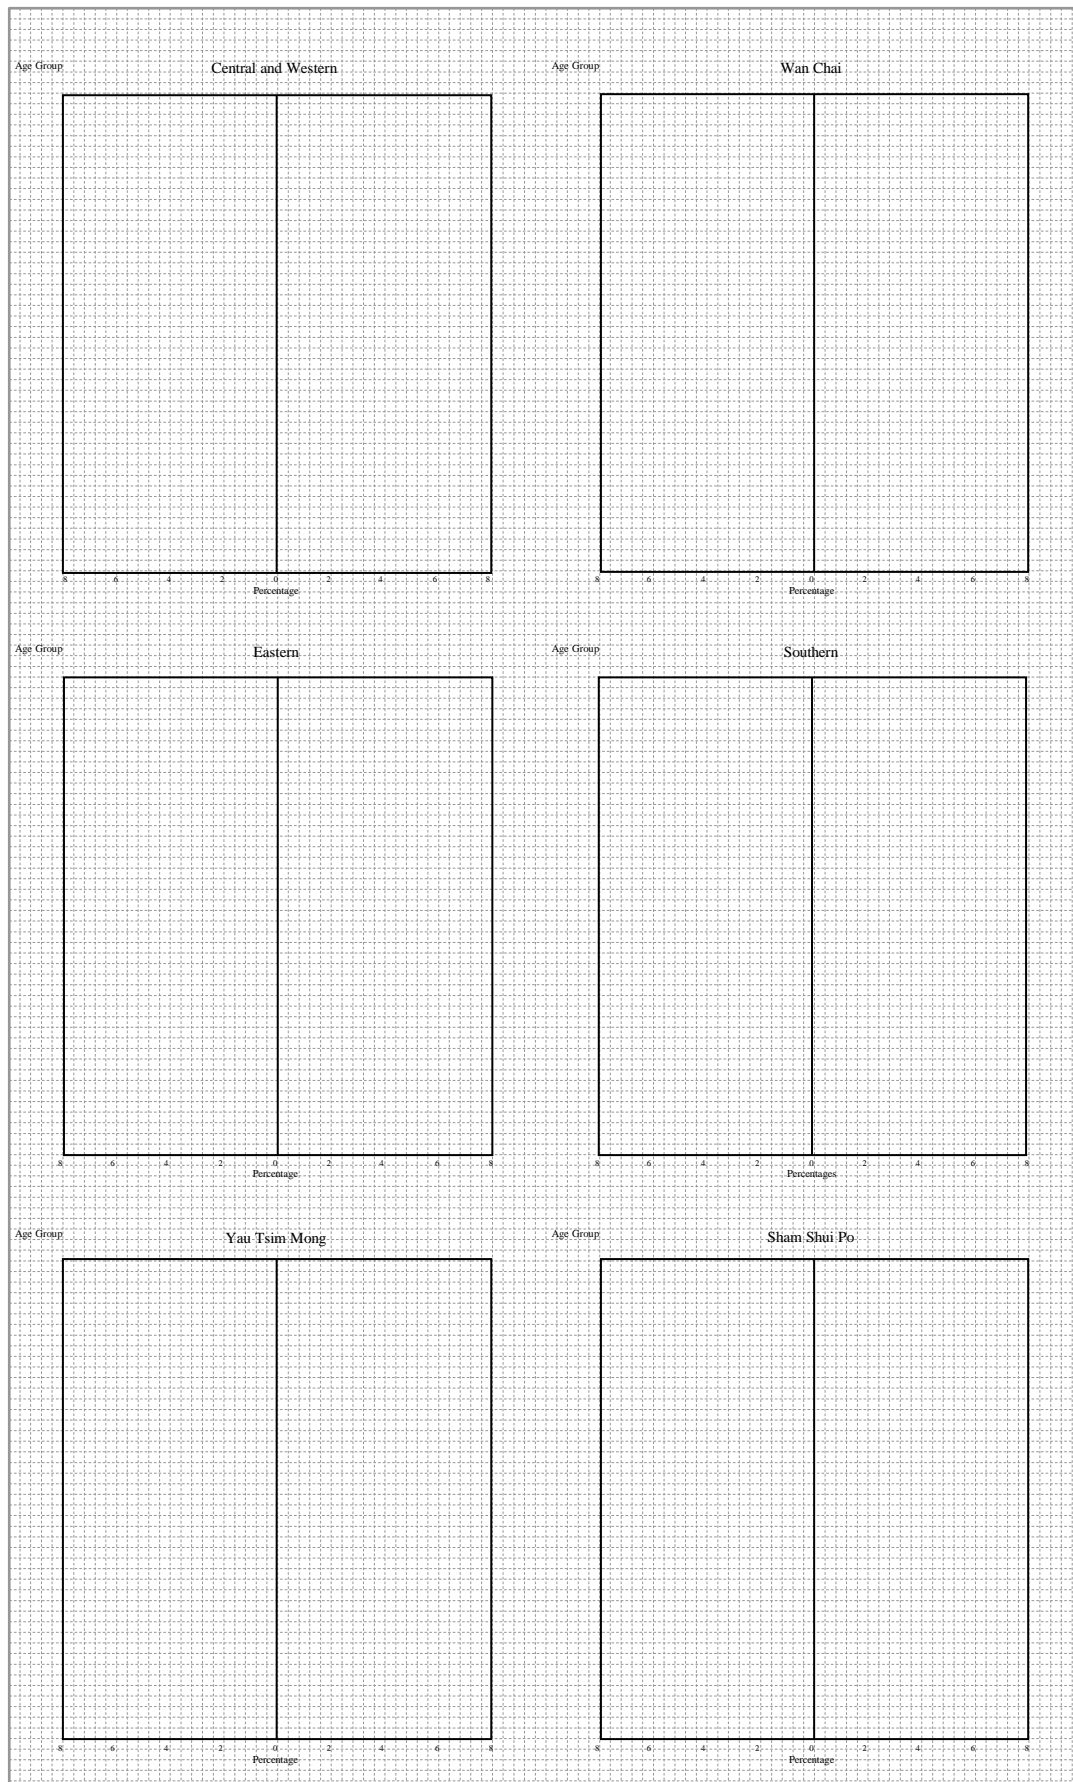 Age Group Central and Western
8 6 4 2 0 2 4 6 8
Percentage
Age Group Wan Chai
8 6 4 2 0 2 4 6 8
Percentage
Age Group Eastern
8 6 4 2 0 2 4 6 8
Percentage
Age Group Southern
8 6 4 2 0 2 4 6 8
Percentages
Age Group Yau Tsim Mong
8 6 4 2 0 2 4 6 8
Percentage
Age Group Sham Shui Po
8 6 4 2 0 2 4 6 8
Percentage